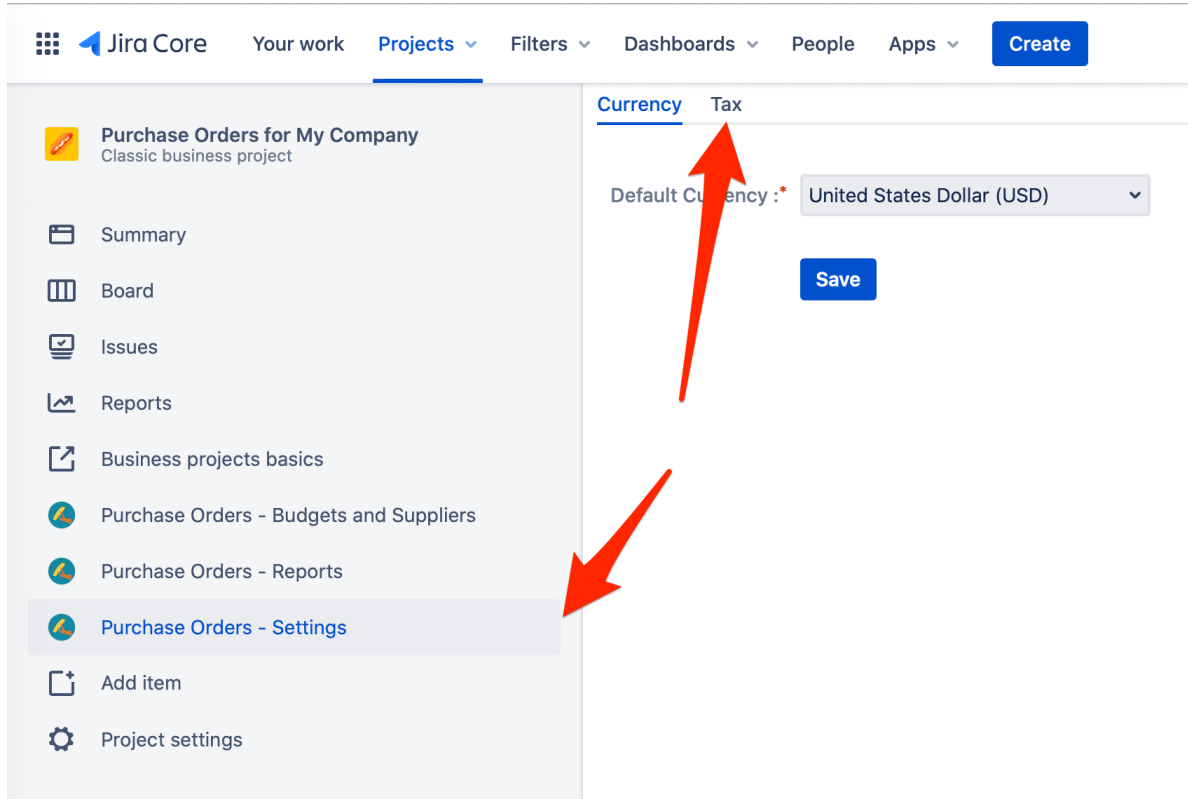 Jira Core Your work Projects Filters Dashboards People Apps Create
Purchase Orders for My Company
Classic business project
Summary
Board
Issues
Reports
Business projects basics
Purchase Orders - Budgets and Suppliers
Purchase Orders - Reports
Purchase Orders - Settings
Add item
Project settings
Currency Tax
Default Currency :* United States Dollar (USD)
Save